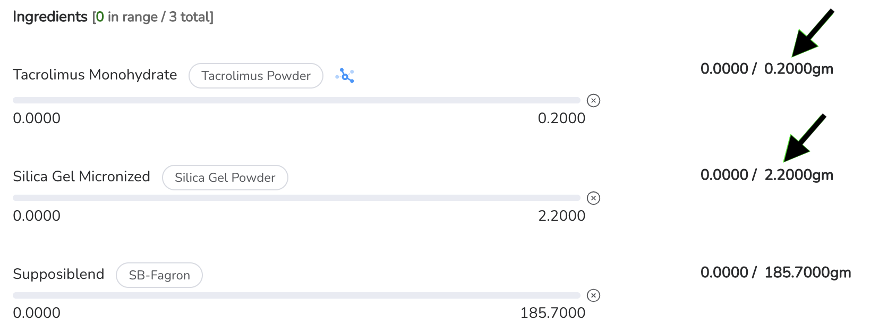 Ingredients [0 in range / 3 total]
Tacrolimus Monohydrate Tacrolimus Powder 0.0000 / 0.2000gm
0.0000 0.2000
Silica Gel Micronized Silica Gel Powder 0.0000 / 2.2000gm
0.0000 2.2000
Supposiblend SB-Fagron 0.0000 / 185.7000gm
0.0000 185.7000